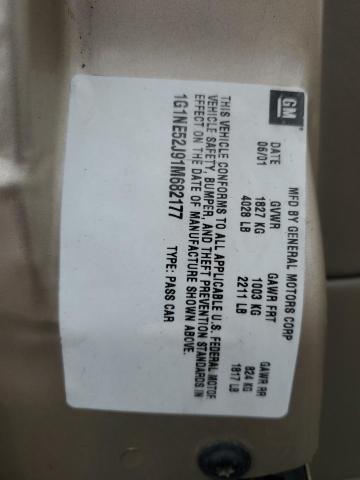 GM
MFD BY GENERAL MOTORS CORP
DATE GVWR GAWR FRT GAWR RR
06/01 1827 KG 1003 KG 824 KG
4028 LB 2211 LB 1817 LB
THIS VEHICLE CONFORMS TO ALL APPLICABLE U.S. FEDERAL MOTOR
VEHICLE SAFETY, BUMPER, AND THEFT PREVENTION STANDARDS IN
EFFECT ON THE DATE OF MANUFACTURE SHOWN ABOVE.
1G1NE52J91M682177 TYPE: PASS CAR